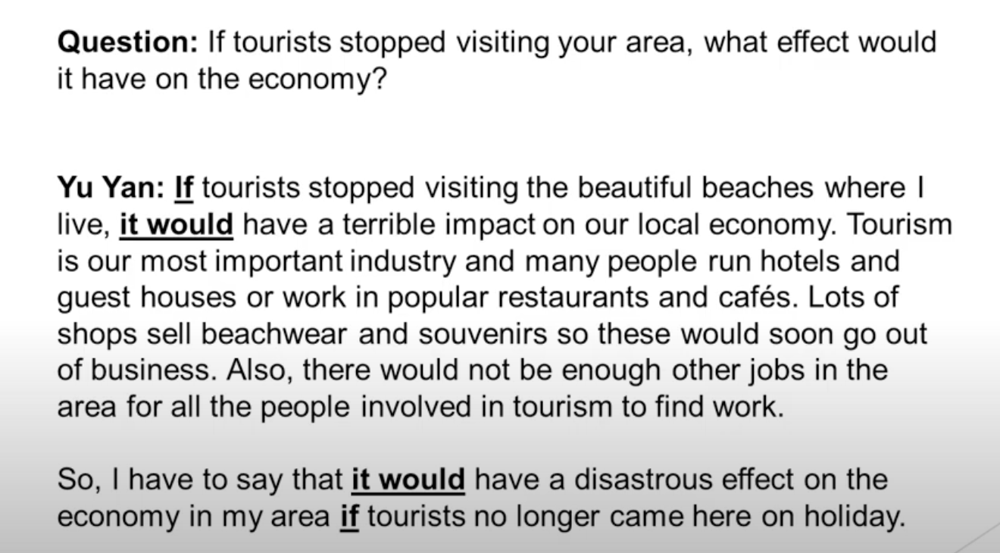 Question: If tourists stopped visiting your area, what effect would
it have on the economy?
Yu Yan: If tourists stopped visiting the beautiful beaches where I
live, it would have a terrible impact on our local economy. Tourism
is our most important industry and many people run hotels and
guest houses or work in popular restaurants and cafés. Lots of
shops sell beachwear and souvenirs so these would soon go out
of business. Also, there would not be enough other jobs in the
area for all the people involved in tourism to find work.
So, I have to say that it would have a disastrous effect on the
economy in my area if tourists no longer came here on holiday.